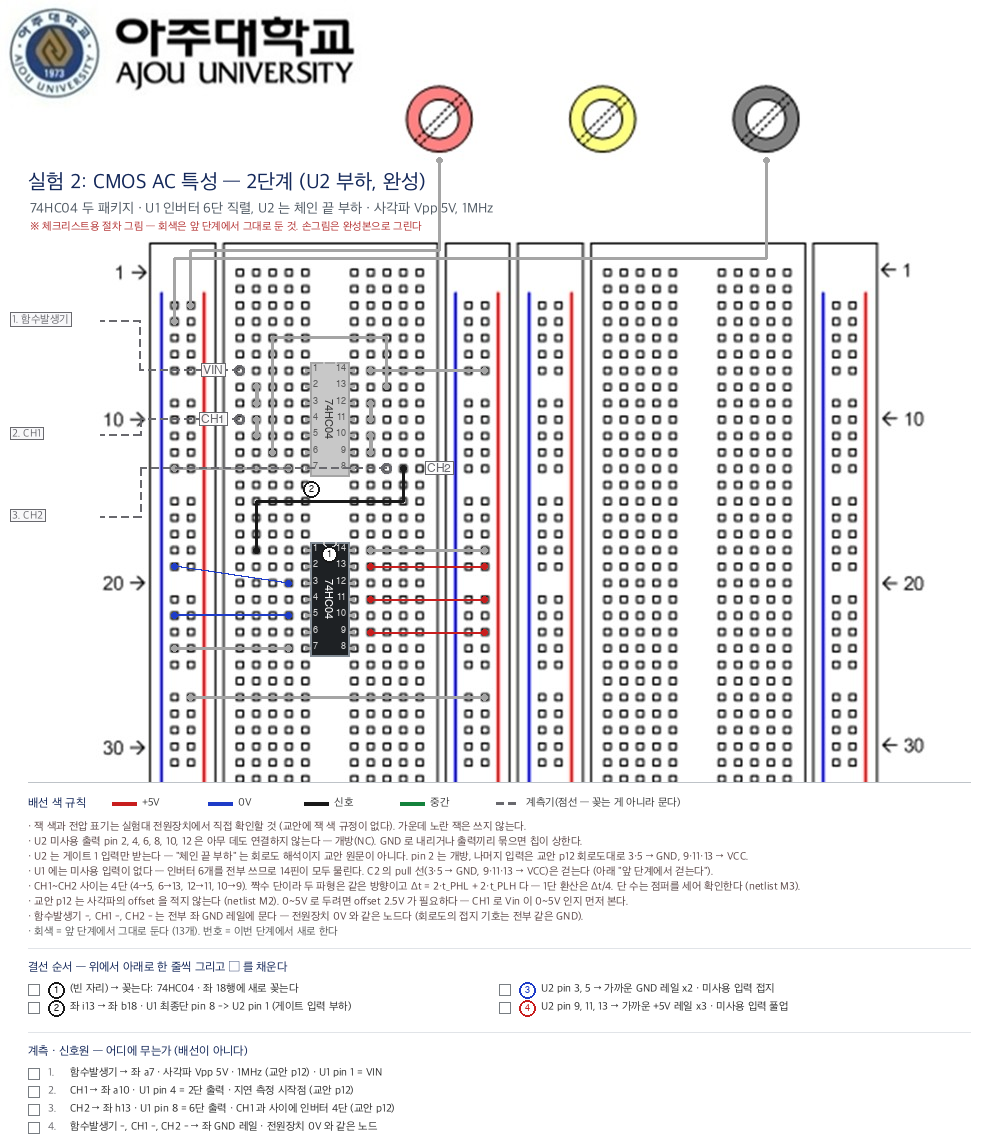 아주대학교
AJOU UNIVERSITY
1973
실험 2: CMOS AC 특성 — 2단계 (U2 부하, 완성)
74HC04 두 패키지 · U1 인버터 6단 직렬, U2 는 체인 끝 부하 · 사각파 Vpp 5V, 1MHz
※ 체크리스트용 절차 그림 — 회색은 앞 단계에서 그대로 둔 것. 손그림은 완성본으로 그린다
1
1
1. 함수발생기
VIN
1 14
2 13
3 12
4 11
5 10
6 9
7 8
74HC04
10
CH1
10
2. CH1
CH2
2
3. CH2
1 14
1
2 13
3 12
4 11
5 10
6 9
7 8
74HC04
20
20
30
30
배선 색 규칙
+5V
0V
신호
중간
계측기(점선 — 꽂는 게 아니라 문다)
· 잭 색과 전압 표기는 실험대 전원장치에서 직접 확인할 것 (교안에 잭 색 규정이 없다). 가운데 노란 잭은 쓰지 않는다.
· U2 미사용 출력 pin 2, 4, 6, 8, 10, 12 은 아무 데도 연결하지 않는다 — 개방(NC). GND 로 내리거나 출력끼리 묶으면 칩이 상한다.
· U2 는 게이트 1 입력만 받는다 — "체인 끝 부하" 는 회로도 해석이지 교안 원문이 아니다. pin 2 는 개방, 나머지 입력은 교안 p12 회로도대로 3·5 → GND, 9·11·13 → VCC.
· U1 에는 미사용 입력이 없다 — 인버터 6개를 전부 쓰므로 14핀이 모두 물린다. C2 의 pull 선(3·5 → GND, 9·11·13 → VCC)은 걷는다 (아래 "앞 단계에서 걷는다").
· CH1~CH2 사이는 4단 (4→5, 6→13, 12→11, 10→9). 짝수 단이라 두 파형은 같은 방향이고 Δt = 2·t_PHL + 2·t_PLH 다 — 1단 환산은 Δt/4. 단 수는 점퍼를 세어 확인한다 (netlist M3).
· 교안 p12 는 사각파의 offset 을 적지 않는다 (netlist M2). 0~5V 로 두려면 offset 2.5V 가 필요하다 — CH1 로 Vin 이 0~5V 인지 먼저 본다.
· 함수발생기 -, CH1 -, CH2 - 는 전부 좌 GND 레일에 문다 — 전원장치 0V 와 같은 노드다 (회로도의 접지 기호는 전부 같은 GND).
· 회색 = 앞 단계에서 그대로 둔다 (13개). 번호 = 이번 단계에서 새로 한다
결선 순서 — 위에서 아래로 한 줄씩 그리고 □ 를 채운다
1 (빈 자리) → 꽂는다: 74HC04 · 좌 18행에 새로 꽂는다
2 좌 i13 → 좌 b18 · U1 최종단 pin 8 -> U2 pin 1 (게이트 입력 부하)
3 U2 pin 3, 5 → 가까운 GND 레일 x2 · 미사용 입력 접지
4 U2 pin 9, 11, 13 → 가까운 +5V 레일 x3 · 미사용 입력 풀업
계측 · 신호원 — 어디에 무는가 (배선이 아니다)
1. 함수발생기 → 좌 a7 · 사각파 Vpp 5V · 1MHz (교안 p12) · U1 pin 1 = VIN
2. CH1 → 좌 a10 · U1 pin 4 = 2단 출력 · 지연 측정 시작점 (교안 p12)
3. CH2 → 좌 h13 · U1 pin 8 = 6단 출력 · CH1 과 사이에 인버터 4단 (교안 p12)
4. 함수발생기 -, CH1 -, CH2 - → 좌 GND 레일 · 전원장치 0V 와 같은 노드